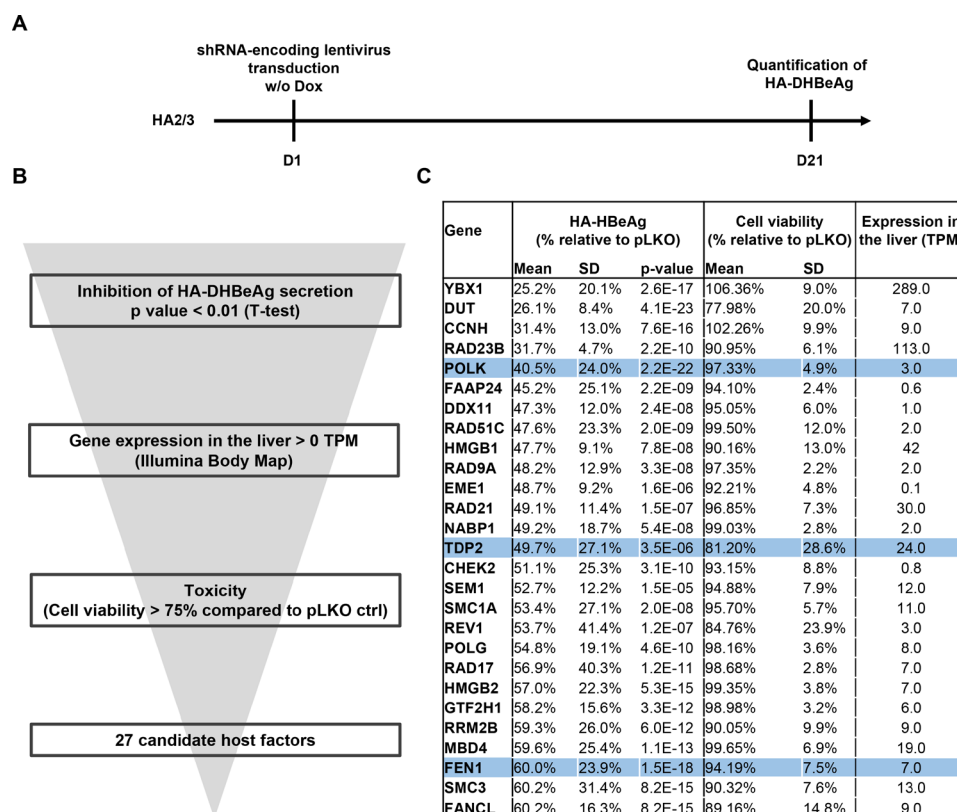 A
shRNA-encoding lentivirus
transduction
w/o Dox
Quantification of
HA-DHBeAg
HA2/3
D1
D21
B
Inhibition of HA-DHBeAg secretion
p value < 0.01 (T-test)
Gene expression in the liver > 0 TPM
(Illumina Body Map)
Toxicity
(Cell viability > 75% compared to pLKO ctrl)
27 candidate host factors
C
Gene HA-HBeAg (% relative to pLKO) Cell viability (% relative to pLKO) Expression in the liver (TPM
Mean SD p-value Mean SD
YBX1 25.2% 20.1% 2.6E-17 106.36% 9.0% 289.0
DUT 26.1% 8.4% 4.1E-23 77.98% 20.0% 7.0
CCNH 31.4% 13.0% 7.6E-16 102.26% 9.9% 9.0
RAD23B 31.7% 4.7% 2.2E-10 90.95% 6.1% 113.0
POLK 40.5% 24.0% 2.2E-22 97.33% 4.9% 3.0
FAAP24 45.2% 25.1% 2.2E-09 94.10% 2.4% 0.6
DDX11 47.3% 12.0% 2.4E-08 95.05% 6.0% 1.0
RAD51C 47.6% 23.3% 2.0E-09 99.50% 12.0% 2.0
HMGB1 47.7% 9.1% 7.8E-08 90.16% 13.0% 42
RAD9A 48.2% 12.9% 3.3E-08 97.35% 2.2% 2.0
EME1 48.7% 9.2% 1.6E-06 92.21% 4.8% 0.1
RAD21 49.1% 11.4% 1.5E-07 96.85% 7.3% 30.0
NABP1 49.2% 18.7% 5.4E-08 99.03% 2.8% 2.0
TDP2 49.7% 27.1% 3.5E-06 81.20% 28.6% 24.0
CHEK2 51.1% 25.3% 3.1E-10 93.15% 8.8% 0.8
SEM1 52.7% 12.2% 1.5E-05 94.88% 7.9% 12.0
SMC1A 53.4% 27.1% 2.0E-08 95.70% 5.7% 11.0
REV1 53.7% 41.4% 1.2E-07 84.76% 23.9% 3.0
POLG 54.8% 19.1% 4.6E-10 98.16% 3.6% 8.0
RAD17 56.9% 40.3% 1.2E-11 98.68% 2.8% 7.0
HMGB2 57.0% 22.3% 5.3E-15 99.35% 3.8% 7.0
GTF2H1 58.2% 15.6% 3.3E-12 98.98% 3.2% 6.0
RRM2B 59.3% 26.0% 6.0E-12 90.05% 9.9% 9.0
MBD4 59.6% 25.4% 1.1E-13 99.65% 6.9% 19.0
FEN1 60.0% 23.9% 1.5E-18 94.19% 7.5% 7.0
SMC3 60.2% 31.4% 8.2E-15 90.32% 7.6% 13.0
FANCL 60.2% 16.3% 8.2E-15 89.16% 14.8% 9.0